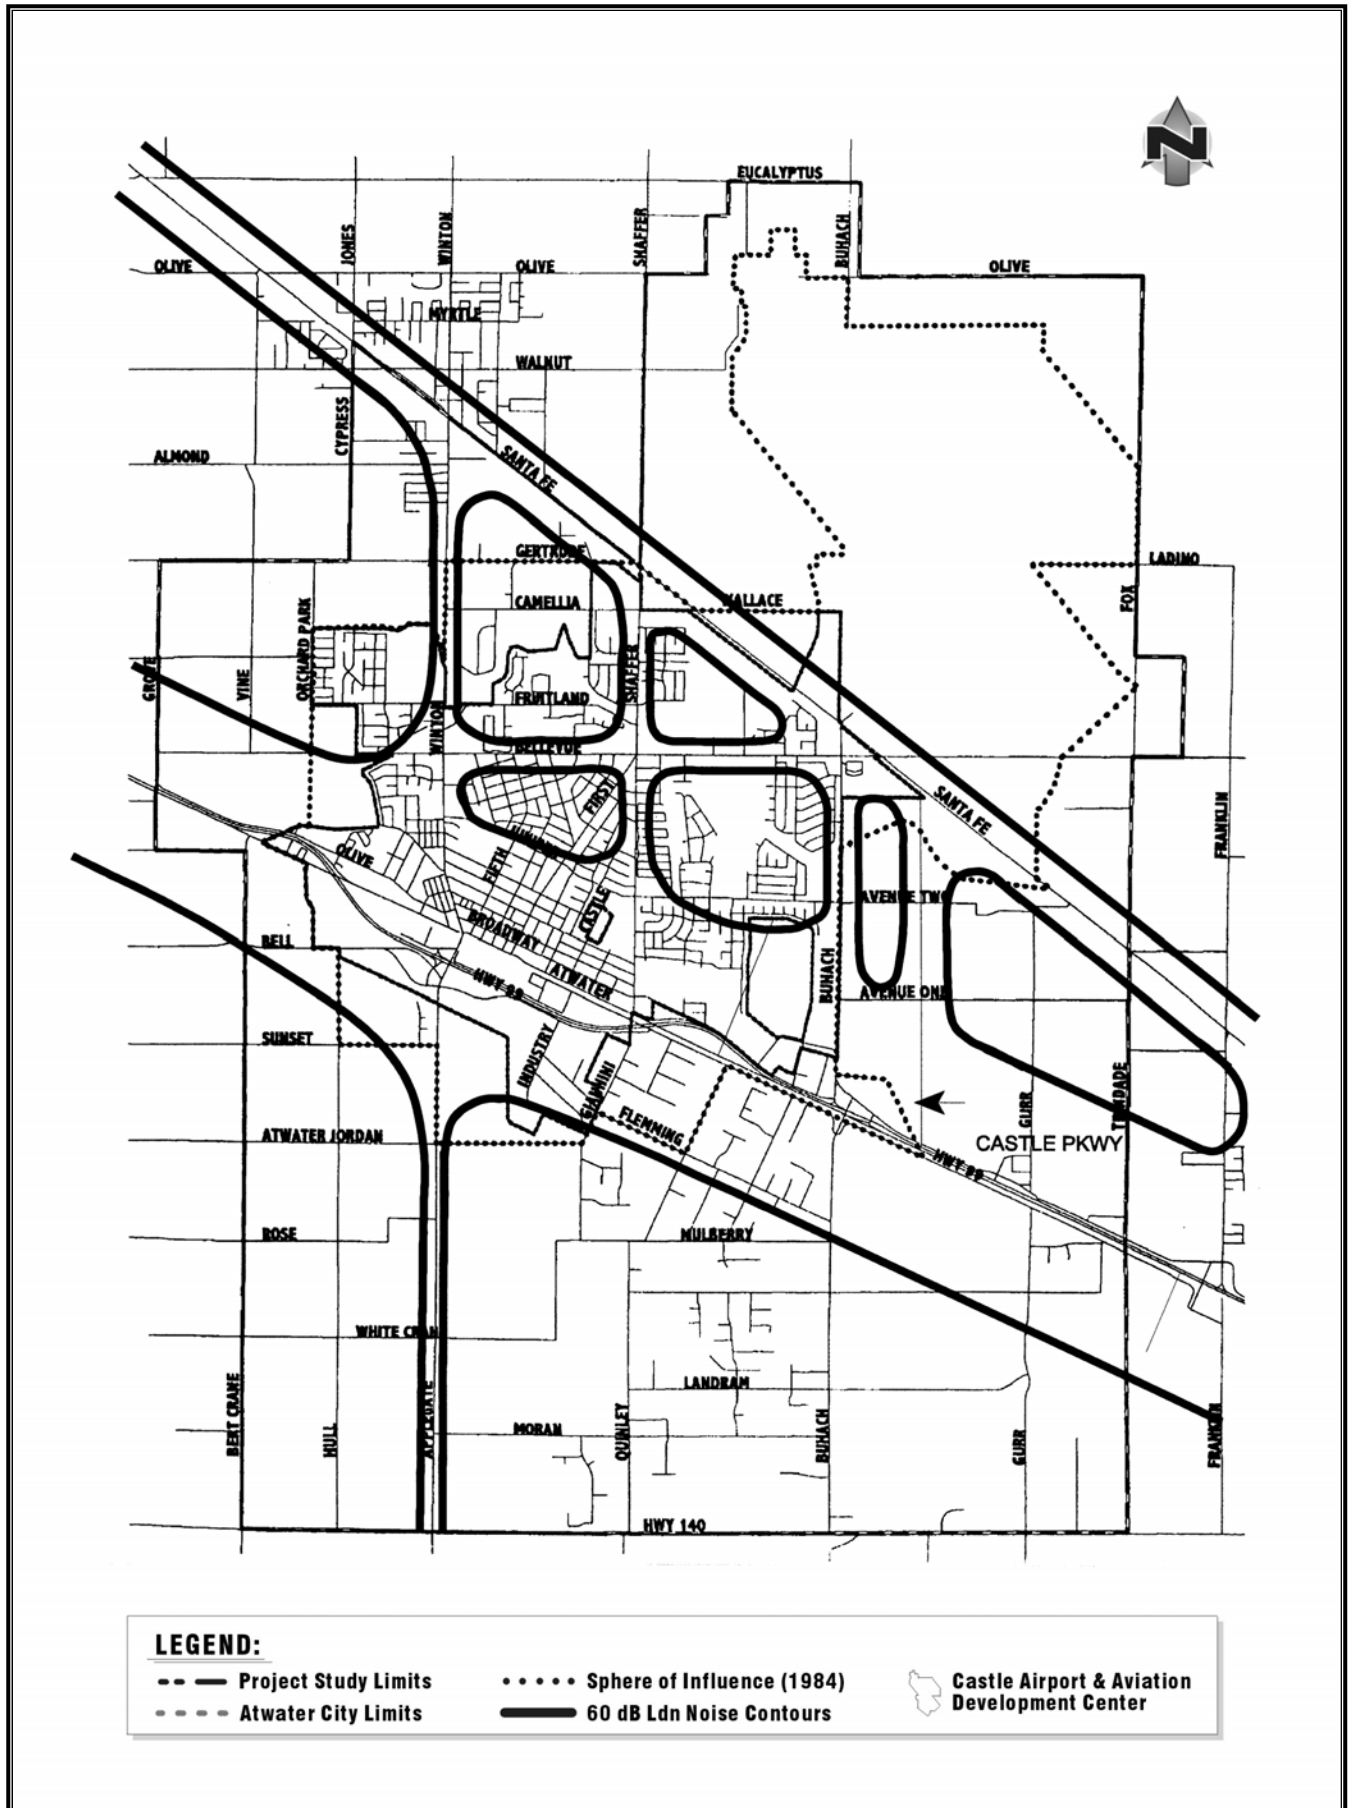 N
EUCALYPTUS
JONES
WINTON
SHAFFER
BUHACH
OLIVE
OLIVE
OLIVE
MYRTLE
WALNUT
CYPRESS
ALMOND
SANTA FE
GERTRUDE
LADINO
CAMELLIA
WALLACE
FOX
ORCHARD PARK
GROVE
VINE
SHAFFER
FRUITLAND
WINTON
BELLEVUE
FIRST
SANTA FE
FRANKLIN
OLIVE
FIFTH
AVENUE TWO
CASTLE
BROADWAY
BELL
HWY 99
ATWATER
BUHACH
AVENUE ONE
SUNSET
INDUSTRY
GIANNINI
GURR
TRINDADE
FLEMMING
ATWATER JORDAN
CASTLE PKWY
HWY 99
ROSE
MULBERRY
WHITE CRANE
LANDRAM
BERT CRANE
HULL
APPLEGATE
MORAN
QUINLEY
BUHACH
GURR
FRANKLIN
HWY 140
LEGEND:
Project Study Limits
Sphere of Influence (1984)
Castle Airport & Aviation
Development Center
Atwater City Limits
60 dB Ldn Noise Contours